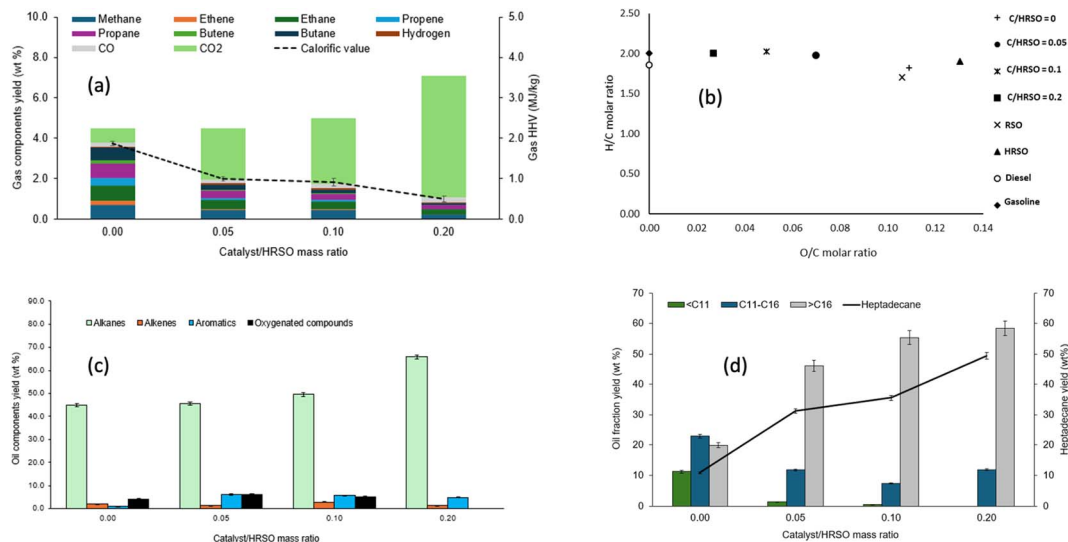 Methane Ethene Ethane Propene
Propane Butene Butane Hydrogen
CO CO2 Calorific value
10.0
8.0
6.0
4.0
2.0
0.0
Gas components yield (wt %)
(a)
5.0
4.0
3.0
2.0
1.0
0.0
Gas HHV (MJ/kg)
0.00 0.05 0.10 0.20
Catalyst/HRSO mass ratio
2.50
2.00
1.50
1.00
0.50
0.00
H/C molar ratio
(b)
0.00 0.02 0.04 0.06 0.08 0.10 0.12 0.14
O/C molar ratio
C/HRSO = 0
C/HRSO = 0.05
C/HRSO = 0.1
C/HRSO = 0.2
RSO
HRSO
Diesel
Gasoline
90.0
80.0
70.0
60.0
50.0
40.0
30.0
20.0
10.0
0.0
Oil components yield (wt %)
Alkanes Alkenes Aromatics Oxygenated compounds
(c)
0.00 0.05 0.10 0.20
Catalyst/HRSO mass ratio
70
60
50
40
30
20
10
0
Oil fraction yield (wt %)
<C11 C11-C16 >C16 Heptadecane
(d)
70
60
50
40
30
20
10
0
Heptadecane yield (wt%)
0.00 0.05 0.10 0.20
Catalyst/HRSO mass ratio